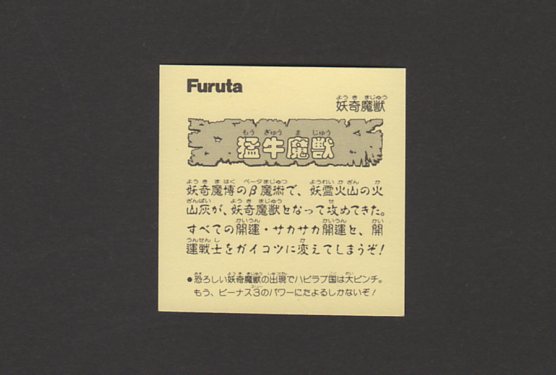 Furuta
妖奇魔獣
猛牛魔獣
妖奇魔博のβ魔術で、妖霊火山の火
山灰が、妖奇魔獣となって攻めてきた。
すべての開運・サカサカ開運と、開
運戦士をガイコツに変えてしまうぞ!
●恐ろしい妖奇魔獣の出現でハピラブ国は大ピンチ。
もう、ビーナス3のパワーにたよるしかないぞ!